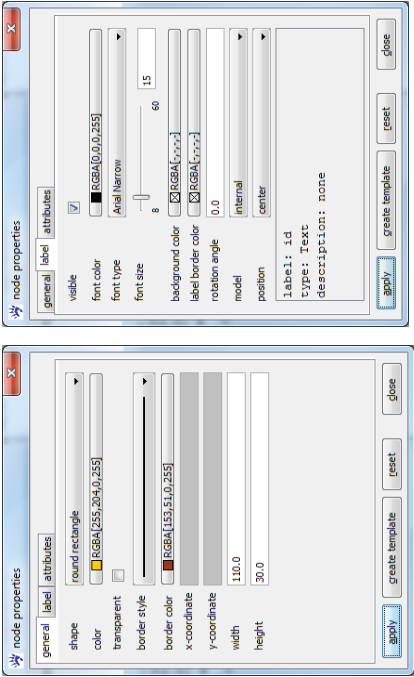 node properties
general label attributes
shape round rectangle
color RGBA[255,204,0,255]
transparent
border style
border color RGBA[153,51,0,255]
x-coordinate
y-coordinate
width 110.0
height 30.0
apply create template reset close
node properties
general label attributes
visible
font color RGBA[0,0,0,255]
font type Arial Narrow
font size 15
8 60
background color RGBA[-,-,-,-]
label border color RGBA[-,-,-,-]
rotation angle 0.0
model internal
position center
label: id
type: Text
description: none
apply create template reset close